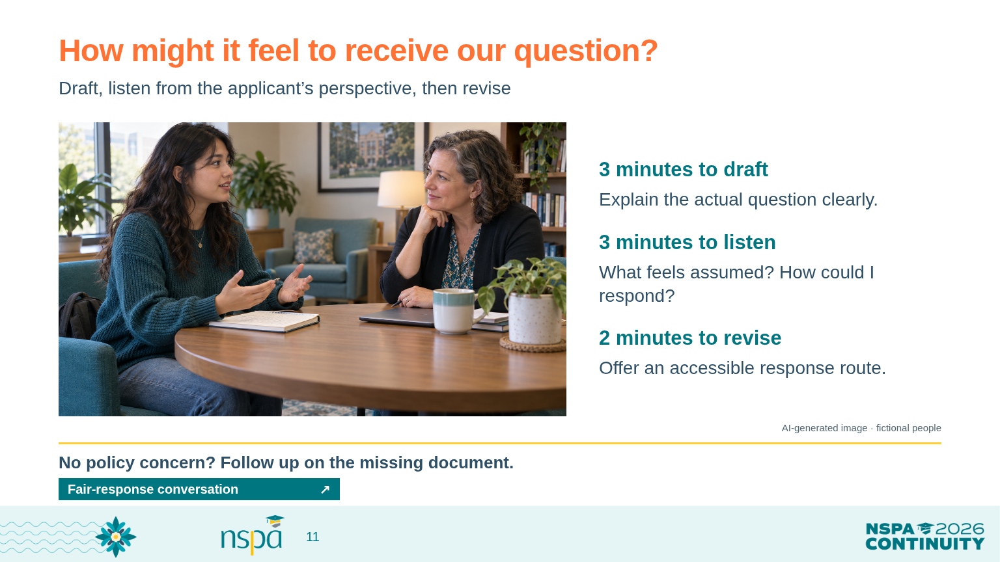 How might it feel to receive our question?
Draft, listen from the applicant’s perspective, then revise
3 minutes to draft
Explain the actual question clearly.
3 minutes to listen
What feels assumed? How could I
respond?
2 minutes to revise
Offer an accessible response route.
AI-generated image · fictional people
No policy concern? Follow up on the missing document.
Fair-response conversation ↗
nspa
11
NSPA 2026
CONTINUITY